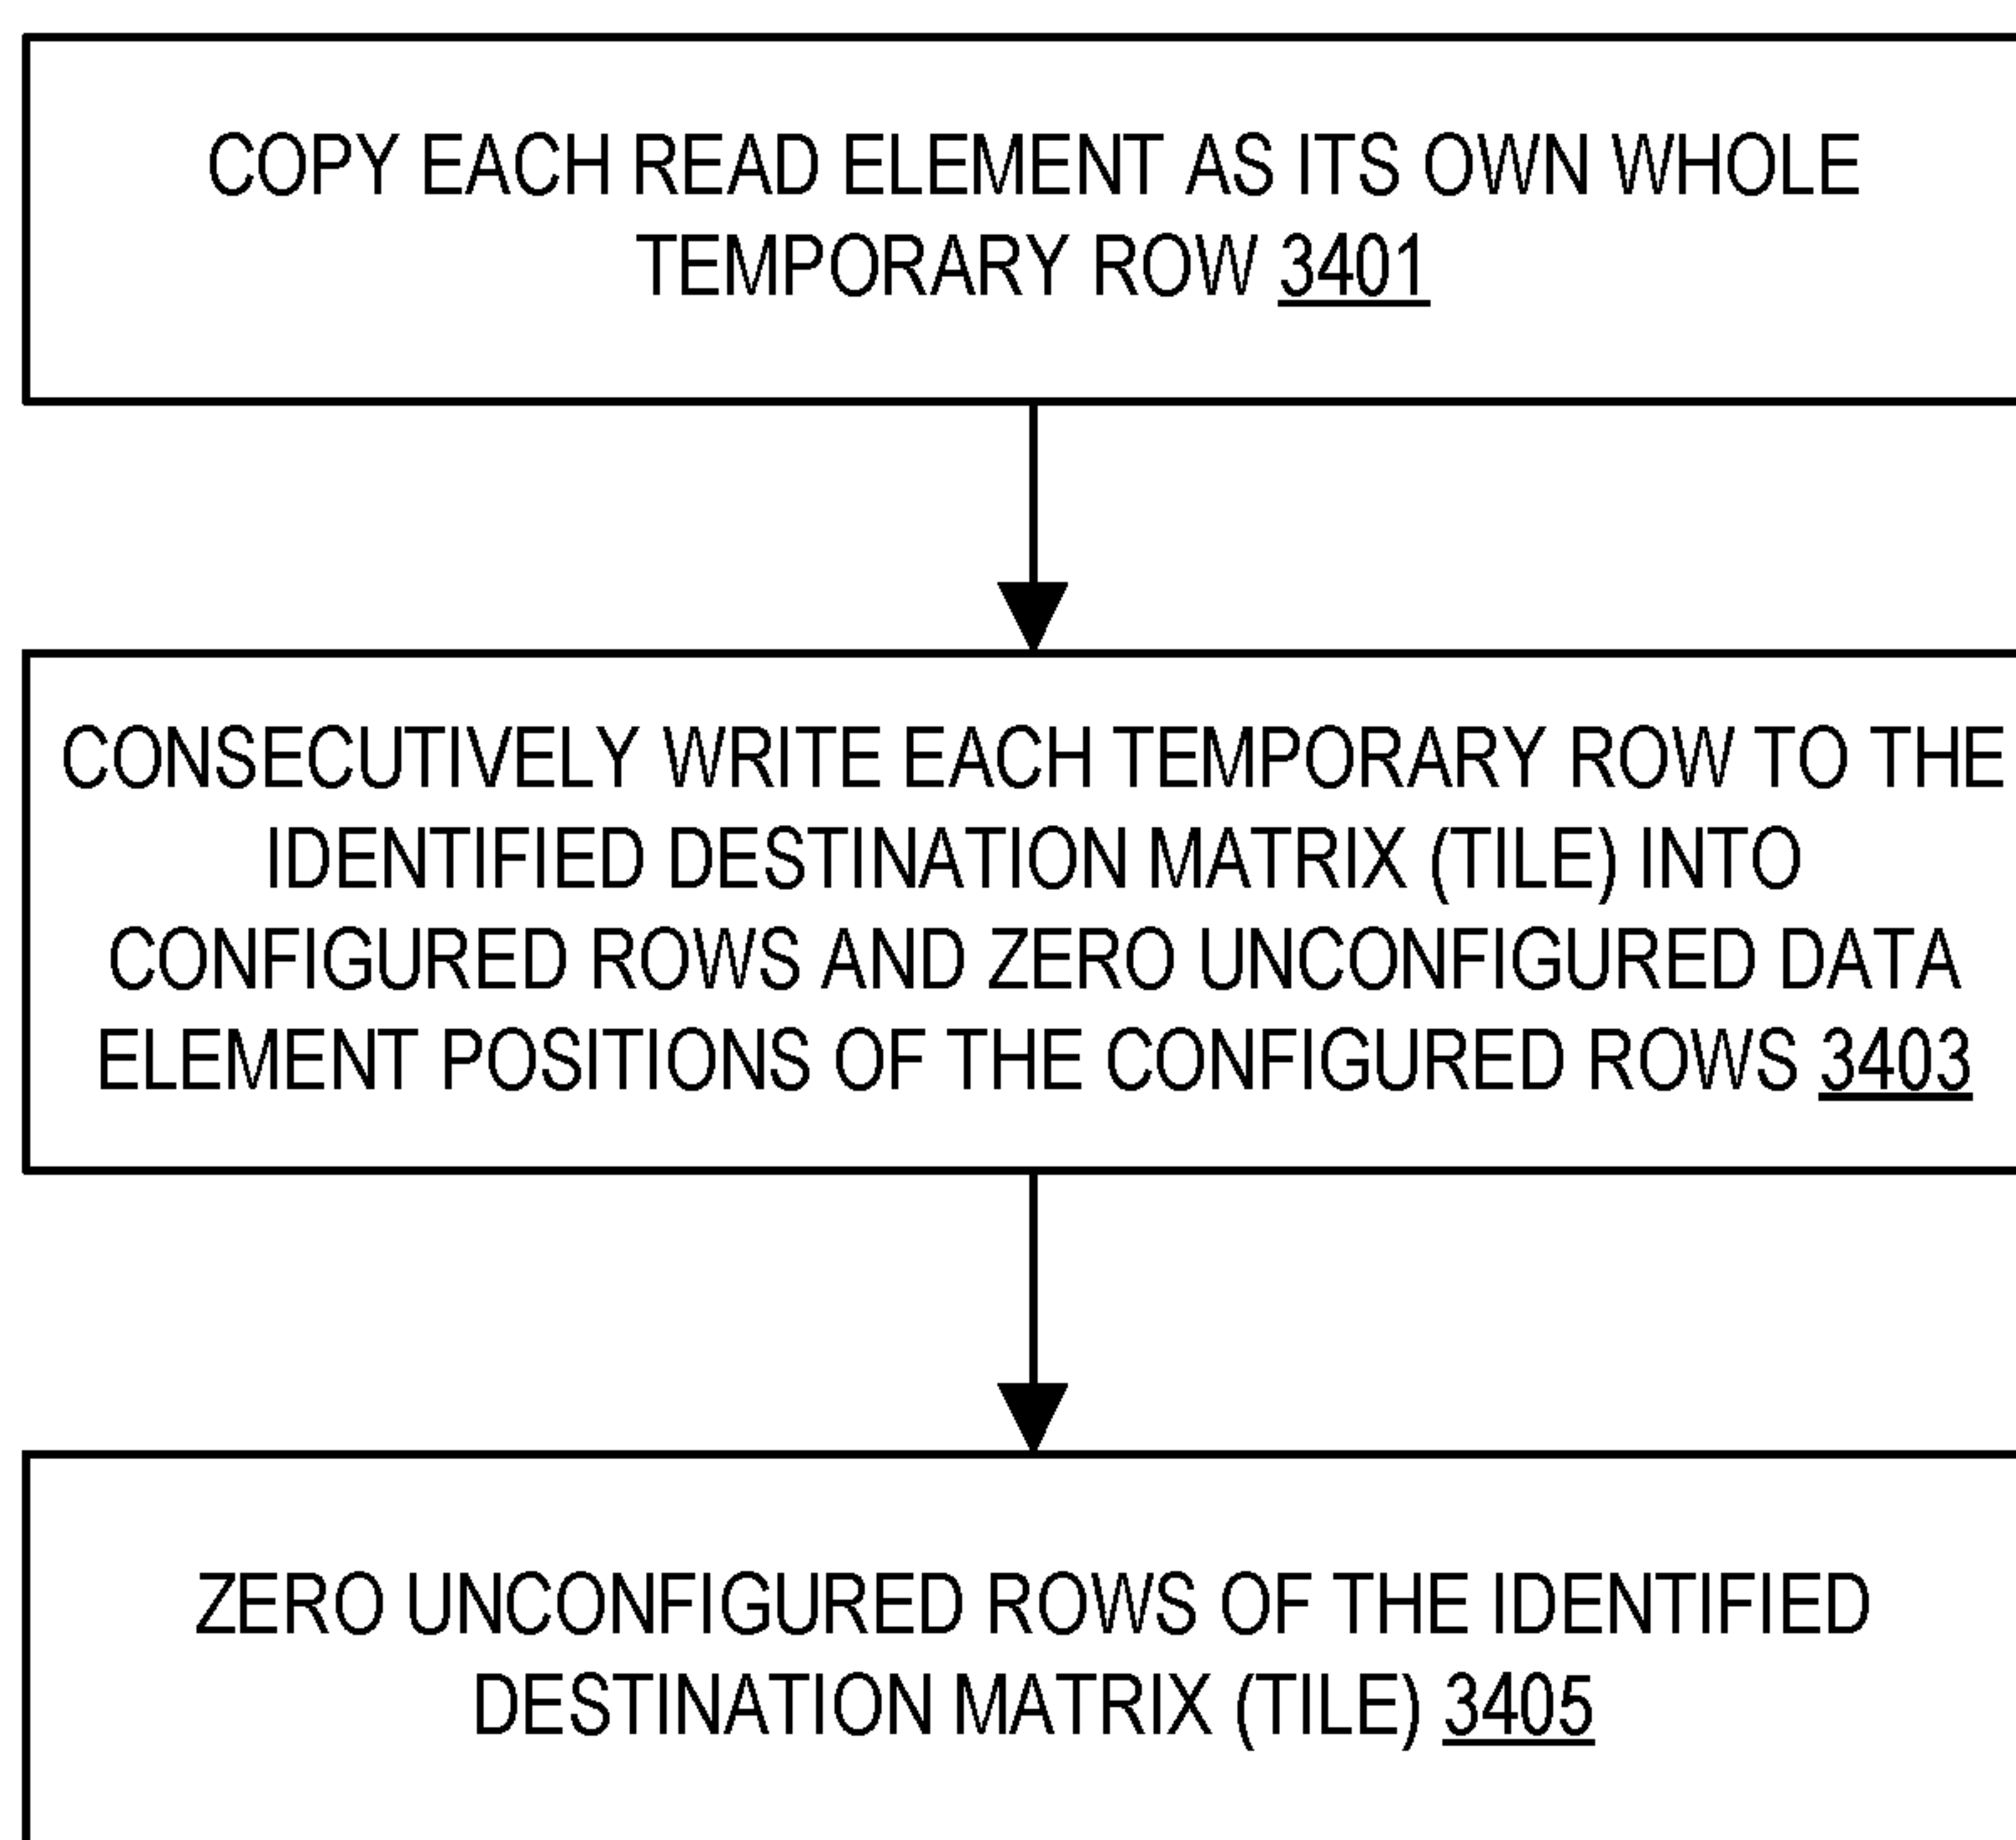 COPY EACH READ ELEMENT AS ITS OWN WHOLE
TEMPORARY ROW 3401
CONSECUTIVELY WRITE EACH TEMPORARY ROW TO THE
IDENTIFIED DESTINATION MATRIX (TILE) INTO
CONFIGURED ROWS AND ZERO UNCONFIGURED DATA
ELEMENT POSITIONS OF THE CONFIGURED ROWS 3403
ZERO UNCONFIGURED ROWS OF THE IDENTIFIED
DESTINATION MATRIX (TILE) 3405